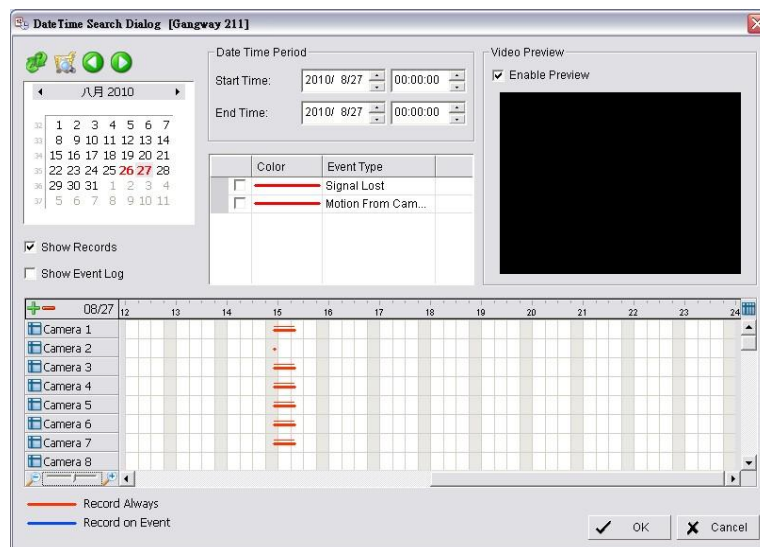 DateTime Search Dialog [Gangway 211]
八月 2010
32 1 2 3 4 5 6 7
33 8 9 10 11 12 13 14
34 15 16 17 18 19 20 21
35 22 23 24 25 26 27 28
36 29 30 31 1 2 3 4
37 5 6 7 8 9 10 11
Show Records
Show Event Log
Date Time Period
Start Time: 2010/ 8/27 00:00:00
End Time: 2010/ 8/27 00:00:00
Color Event Type
Signal Lost
Motion From Cam...
Video Preview
Enable Preview
08/27 12 13 14 15 16 17 18 19 20 21 22 23 24
Camera 1
Camera 2
Camera 3
Camera 4
Camera 5
Camera 6
Camera 7
Camera 8
Record Always
Record on Event
OK Cancel